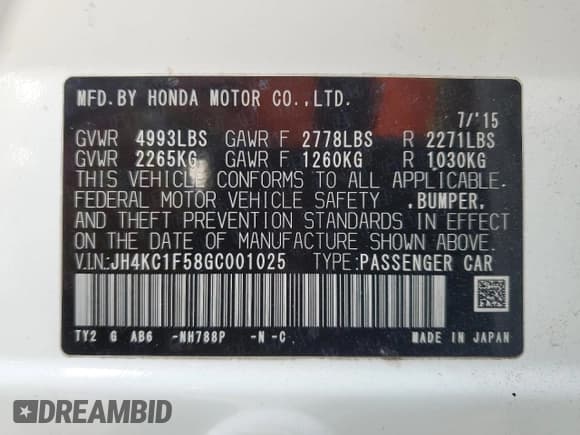 MFD.BY HONDA MOTOR CO.,LTD.
7/'15
GVWR 4993LBS GAWR F 2778LBS R 2271LBS
GVWR 2265KG GAWR F 1260KG R 1030KG
THIS VEHICLE CONFORMS TO ALL APPLICABLE.
FEDERAL MOTOR VEHICLE SAFETY .BUMPER,
AND THEFT PREVENTION STANDARDS IN EFFECT
ON THE DATE OF MANUFACTURE SHOWN ABOVE.
V.I.N:JH4KC1F58GC001025 TYPE:PASSENGER CAR
TY2 G AB6 -NH788P -N -C
MADE IN JAPAN
DREAMBID